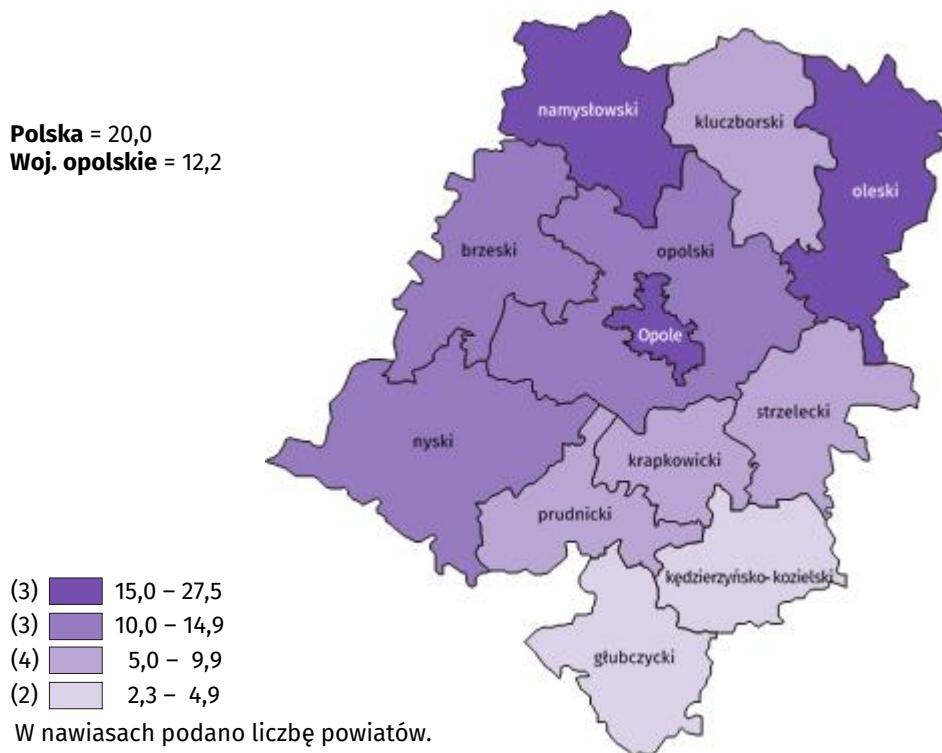 Polska = 20,0
Woj. opolskie = 12,2
namysłowski
kluczborski
oleski
brzeski
opolski
Opole
strzelecki
nyski
krapkowicki
prudnicki
kędzierzyńsko-kozielski
głubczycki
(3) 15,0 – 27,5
(3) 10,0 – 14,9
(4) 5,0 – 9,9
(2) 2,3 – 4,9
W nawiasach podano liczbę powiatów.